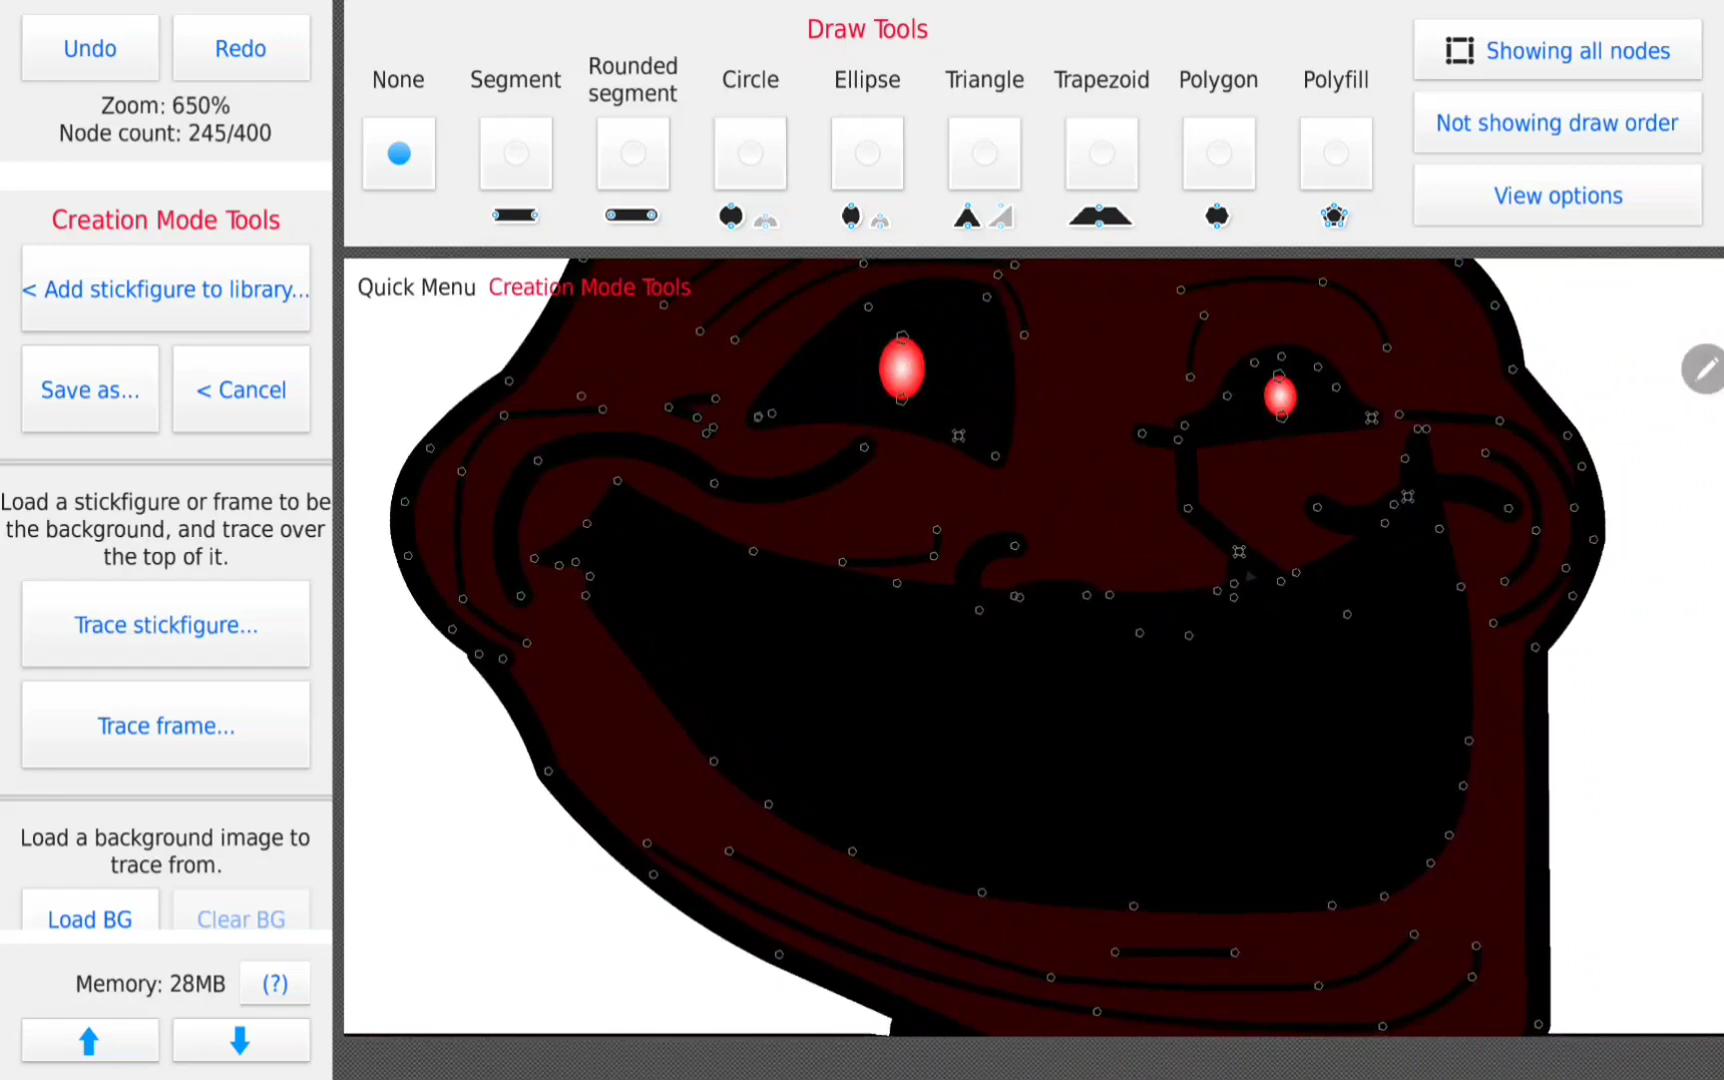 Undo
Redo
Zoom: 650%
Node count: 245/400
Creation Mode Tools
< Add stickfigure to library...
Save as...
< Cancel
Load a stickfigure or frame to be
the background, and trace over
the top of it.
Trace stickfigure...
Trace frame...
Load a background image to
trace from.
Load BG
Clear BG
Memory: 28MB
(?)
Draw Tools
None
Segment
Rounded
segment
Circle
Ellipse
Triangle
Trapezoid
Polygon
Polyfill
Showing all nodes
Not showing draw order
View options
Quick Menu
Creation Mode Tools